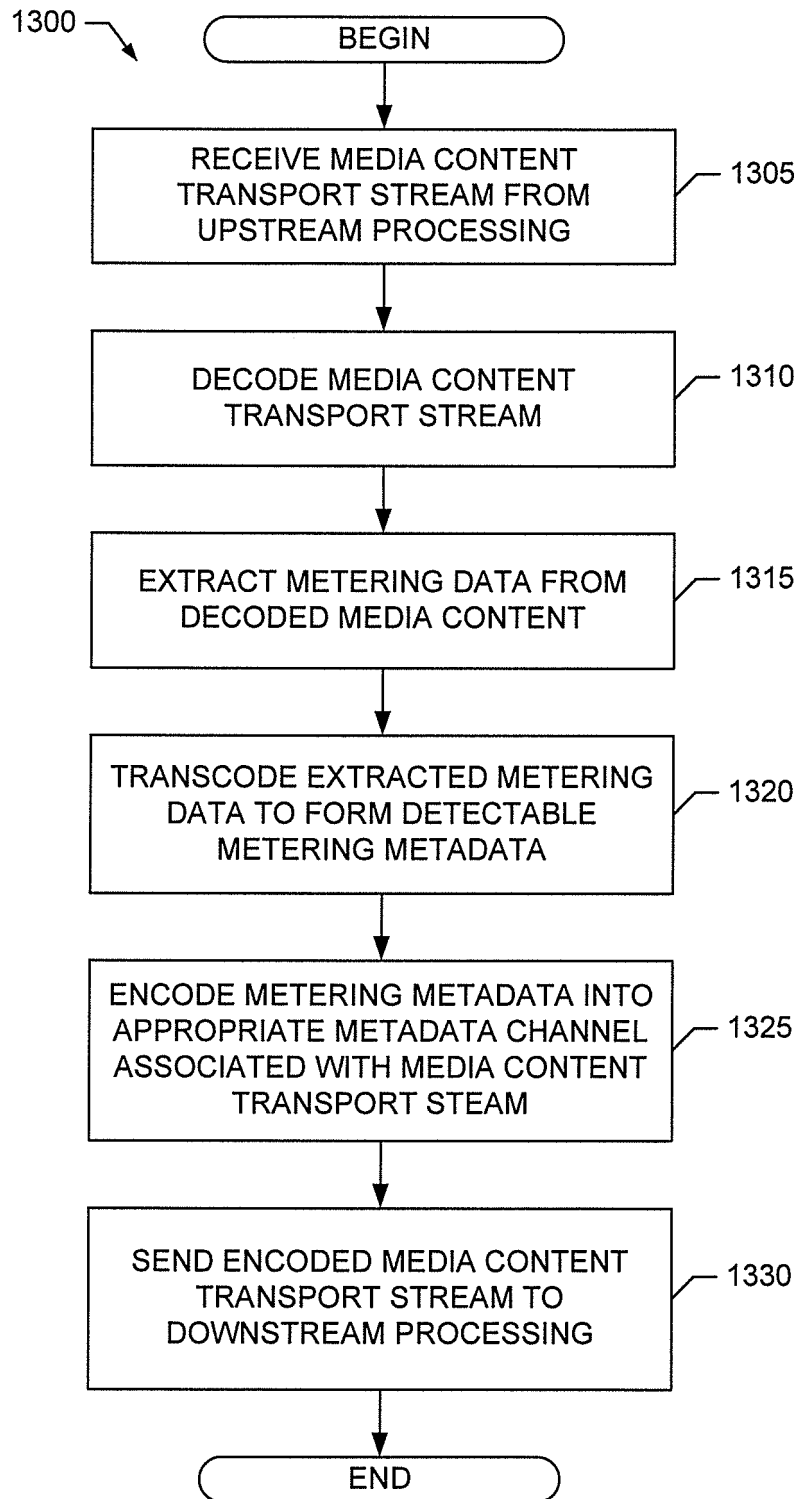 1300
BEGIN
RECEIVE MEDIA CONTENT
TRANSPORT STREAM FROM
UPSTREAM PROCESSING
1305
DECODE MEDIA CONTENT
TRANSPORT STREAM
1310
EXTRACT METERING DATA FROM
DECODED MEDIA CONTENT
1315
TRANSCODE EXTRACTED METERING
DATA TO FORM DETECTABLE
METERING METADATA
1320
ENCODE METERING METADATA INTO
APPROPRIATE METADATA CHANNEL
ASSOCIATED WITH MEDIA CONTENT
TRANSPORT STEAM
1325
SEND ENCODED MEDIA CONTENT
TRANSPORT STREAM TO
DOWNSTREAM PROCESSING
1330
END